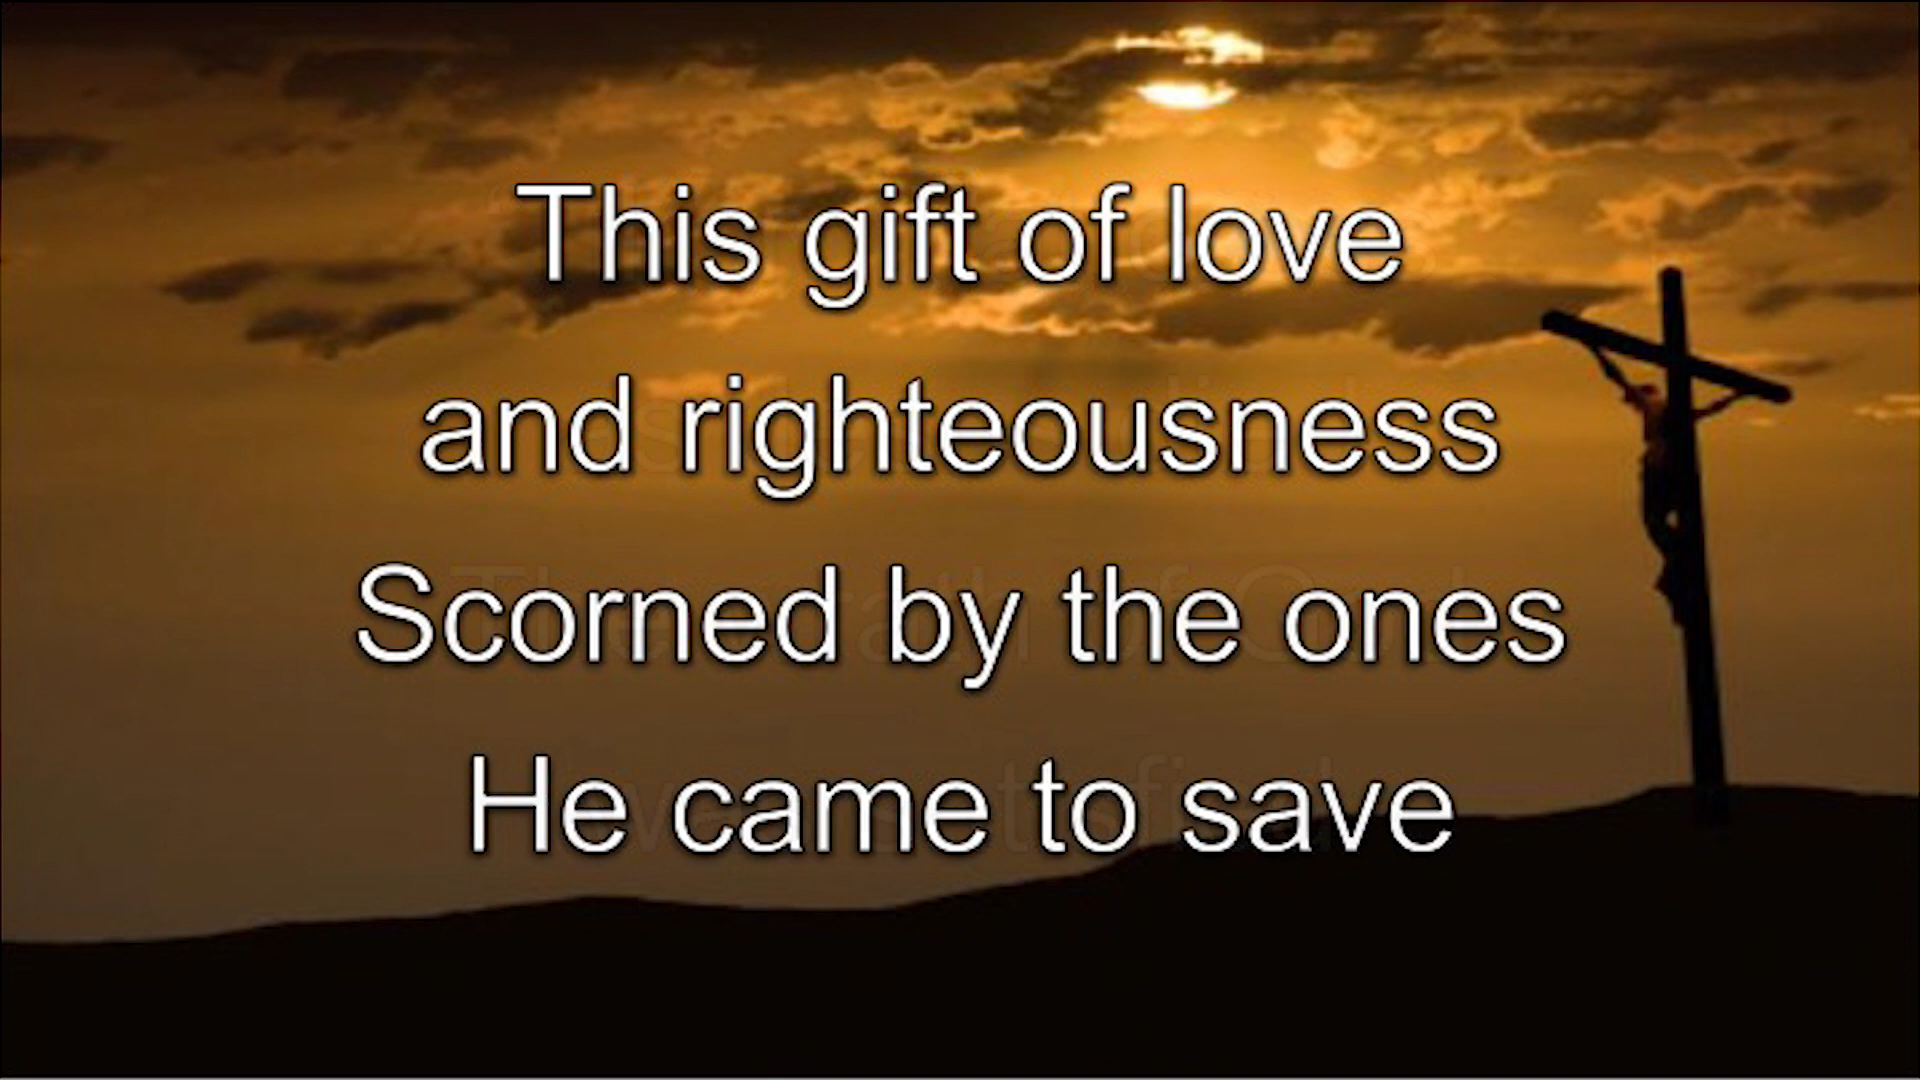 This gift of love
and righteousness
Scorned by the ones
He came to save